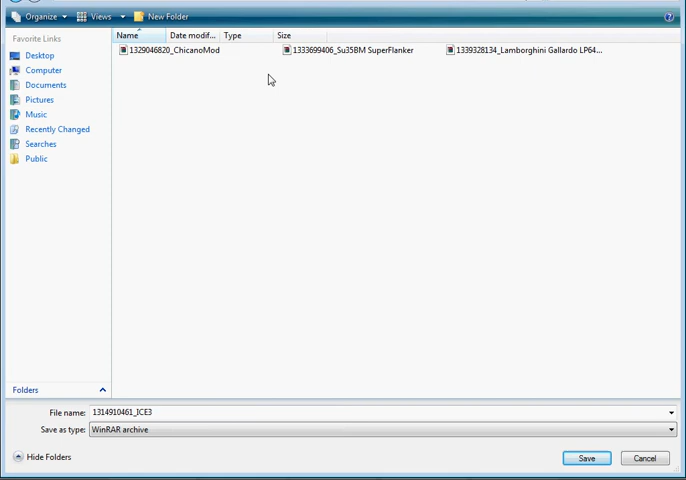 Organize Views New Folder
Favorite Links
Desktop
Computer
Documents
Pictures
Music
Recently Changed
Searches
Public
Folders
Name Date modif... Type Size
1329046820_ChicanoMod 1333699406_Su35BM SuperFlanker 1339328134_Lamborghini Gallardo LP64...
File name: 1314910461_ICE3
Save as type: WinRAR archive
Hide Folders Save Cancel